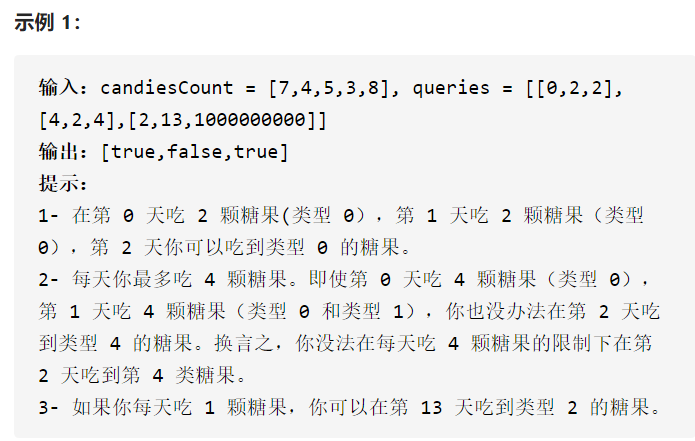 示例 1：
输入：candiesCount = [7,4,5,3,8], queries = [[0,2,2],
[4,2,4],[2,13,1000000000]]
输出：[true,false,true]
提示：
1- 在第 0 天吃 2 颗糖果(类型 0），第 1 天吃 2 颗糖果（类型
0），第 2 天你可以吃到类型 0 的糖果。
2- 每天你最多吃 4 颗糖果。即使第 0 天吃 4 颗糖果（类型 0），
第 1 天吃 4 颗糖果（类型 0 和类型 1），你也没办法在第 2 天吃
到类型 4 的糖果。换言之，你没法在每天吃 4 颗糖果的限制下在第
2 天吃到第 4 类糖果。
3- 如果你每天吃 1 颗糖果，你可以在第 13 天吃到类型 2 的糖果。